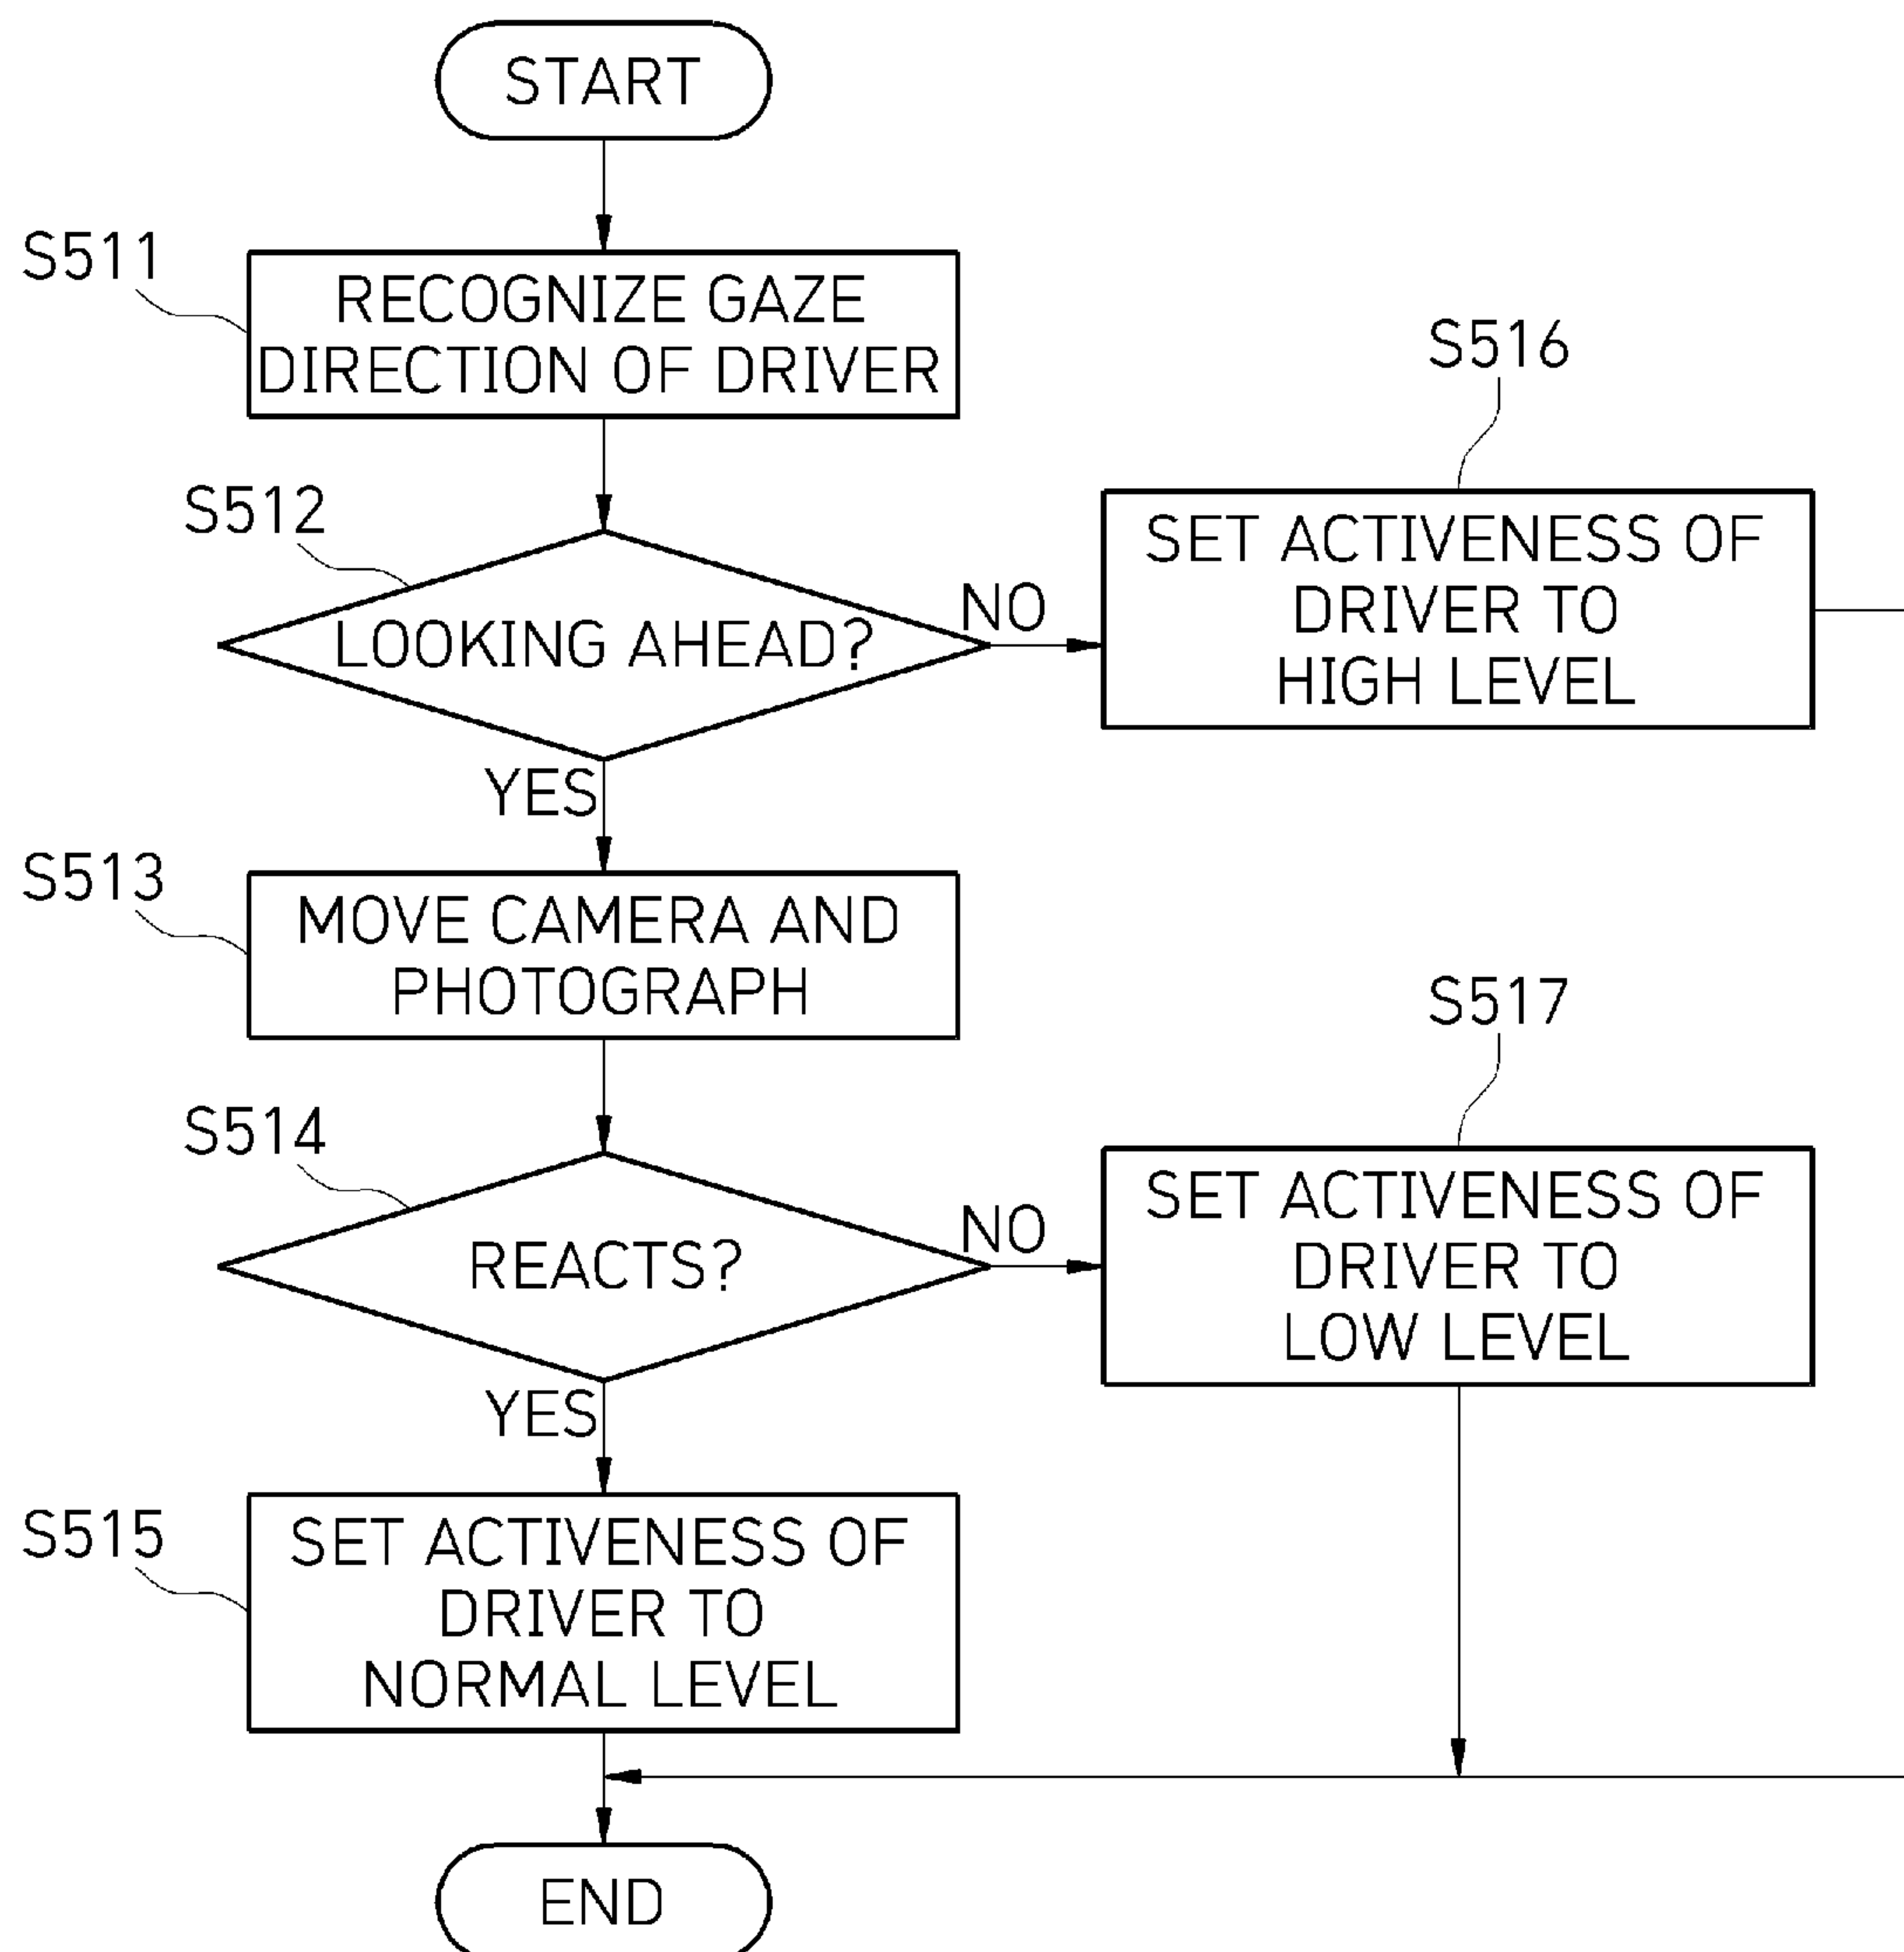 START
S511
RECOGNIZE GAZE
DIRECTION OF DRIVER
S512
LOOKING AHEAD?
NO
YES
S516
SET ACTIVENESS OF
DRIVER TO
HIGH LEVEL
S513
MOVE CAMERA AND
PHOTOGRAPH
S514
REACTS?
NO
YES
S517
SET ACTIVENESS OF
DRIVER TO
LOW LEVEL
S515
SET ACTIVENESS OF
DRIVER TO
NORMAL LEVEL
END